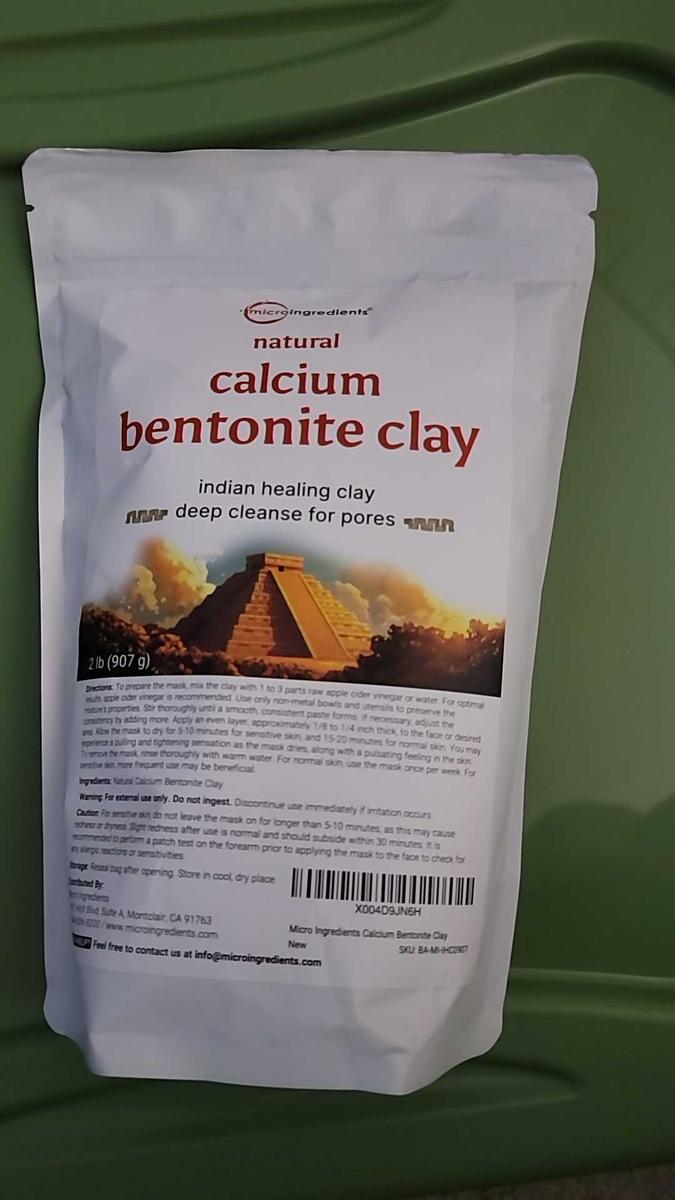 microingredients®
natural
calcium
bentonite clay
indian healing clay
deep cleanse for pores
2 lb (907 g)
Directions: To prepare the mask, mix the clay with 1 to 3 parts raw apple cider vinegar or water. For optimal
results, apple cider vinegar is recommended. Use only non-metal bowls and utensils to preserve the
mixture's properties. Stir thoroughly until a smooth, consistent paste forms. If necessary, adjust the
consistency by adding more. Apply an even layer, approximately 1/8 to 1/4 inch thick, to the face or desired
area. Allow the mask to dry for 5-10 minutes for sensitive skin, and 15-20 minutes for normal skin. You may
experience a pulling and tightening sensation as the mask dries, along with a pulsating feeling in the skin.
To remove the mask, rinse thoroughly with warm water. For normal skin, use the mask once per week. For
sensitive skin, more frequent use may be beneficial.
Ingredients: Natural Calcium Bentonite Clay
Warning: For external use only. Do not ingest. Discontinue use immediately if irritation occurs.
Caution: For sensitive skin, do not leave the mask on for longer than 5-10 minutes, as this may cause
redness or dryness. Slight redness after use is normal and should subside within 30 minutes. It is
recommended to perform a patch test on the forearm prior to applying the mask to the face to check for
any allergic reactions or sensitivities.
Storage: Reseal bag after opening. Store in cool, dry place.
Distributed By:
Micro Ingredients
Holt Blvd, Suite A, Montclair, CA 91763
/ www.microingredients.com
Feel free to contact us at info@microingredients.com
X004D9JN6H
Micro Ingredients Calcium Bentonite Clay
New
SKU: BA-MI-IHC0907